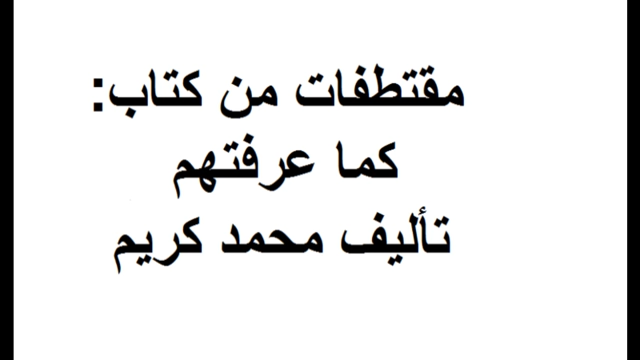 مقتطفات من كتاب:
كما عرفتهم
تأليف محمد كريم